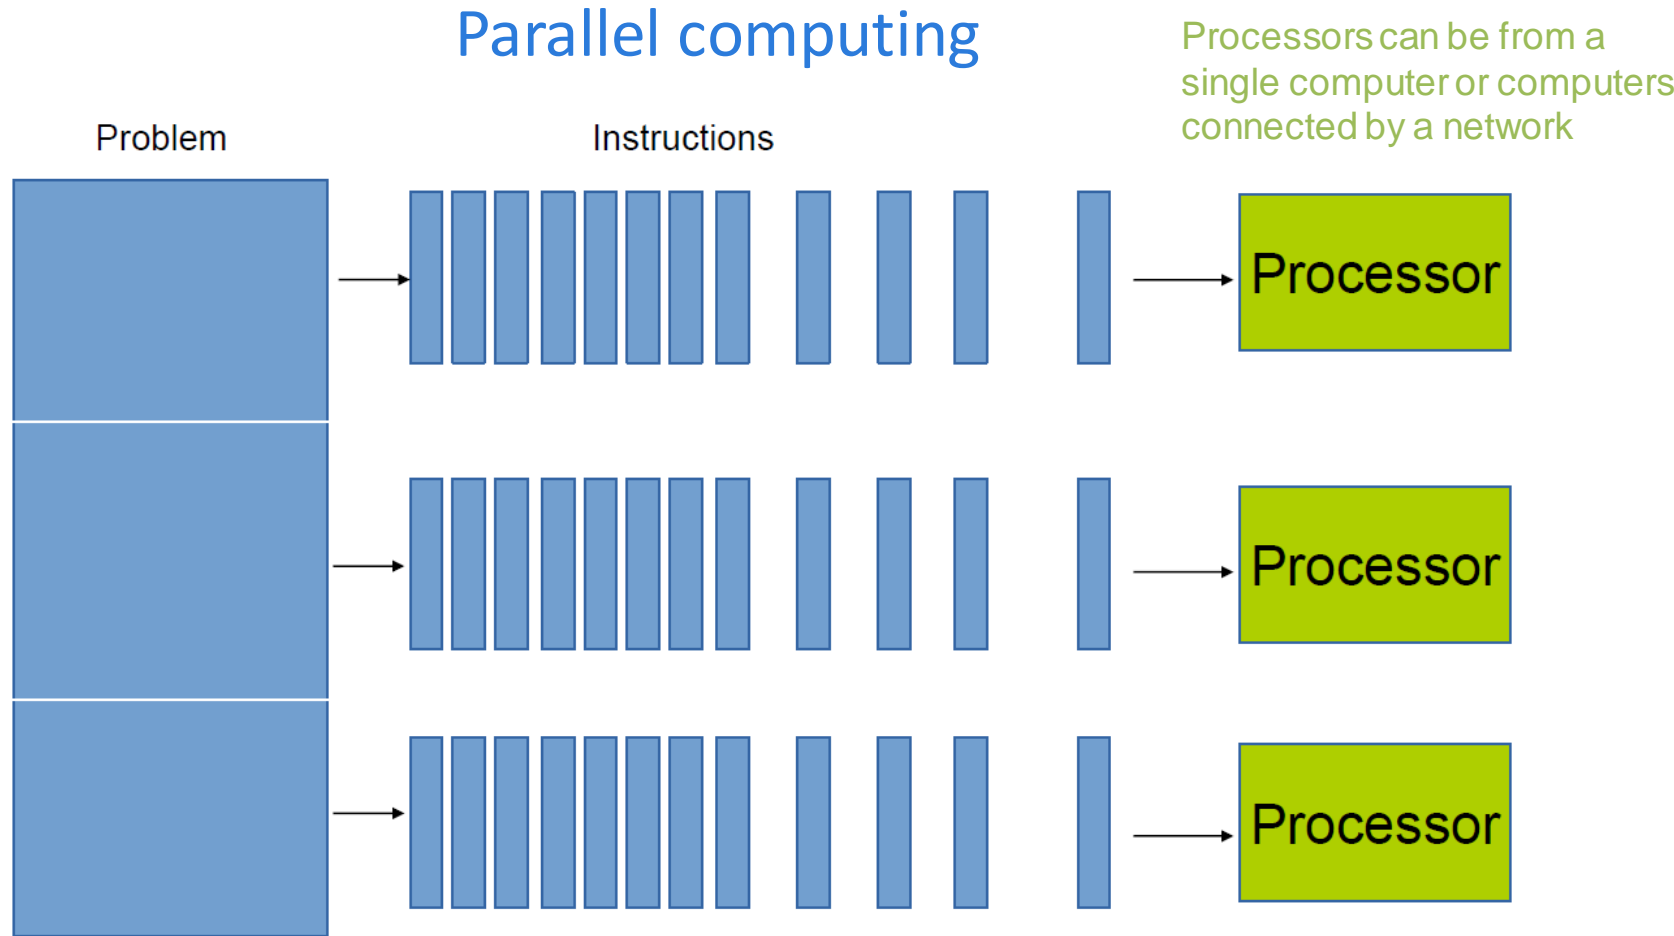 Parallel computing
Processors can be from a
single computer or computers
connected by a network
Problem
Instructions
Processor
Processor
Processor